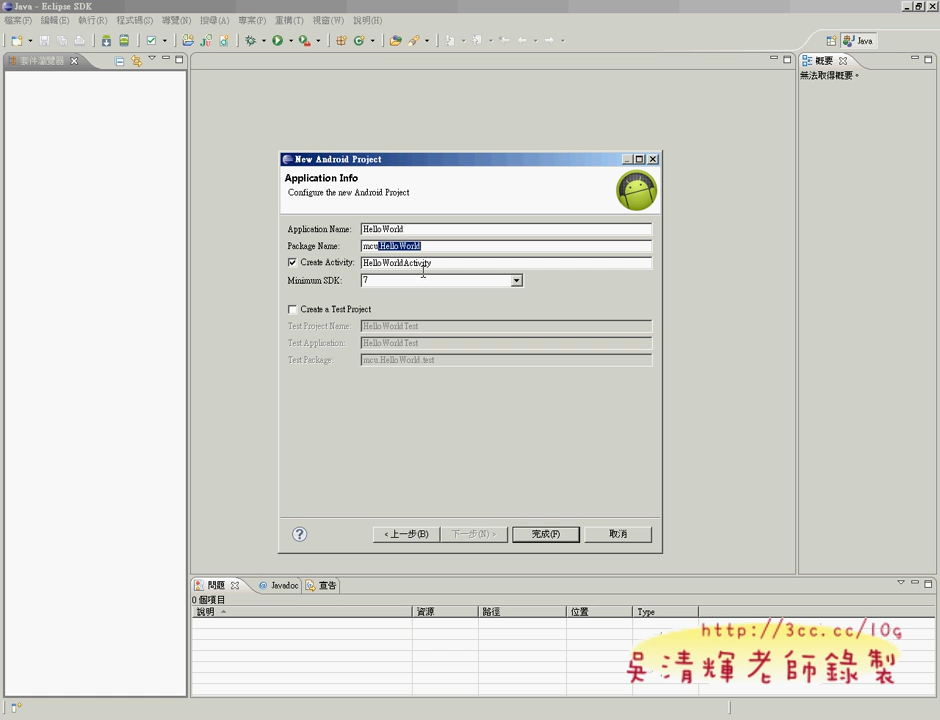 Java - Eclipse SDK
檔案(F) 編輯(E) 執行(R) 程式碼(S) 導覽(N) 搜尋(A) 專案(P) 重構(T) 視窗(W) 說明(H)
Java
套件瀏覽器
概要
無法取得概要。
New Android Project
Application Info
Configure the new Android Project
Application Name: HelloWorld
Package Name: mcu.HelloWorld
Create Activity: HelloWorldActivity
Minimum SDK: 7
Create a Test Project
Test Project Name: HelloWorldTest
Test Application: HelloWorldTest
Test Package: mcu.HelloWorld.test
< 上一步(B) 下一步(N) > 完成(F) 取消
問題 @ Javadoc 宣告
0 個項目
說明 資源 路徑 位置 Type
http://3cc.cc/10g
吳清輝老師錄製